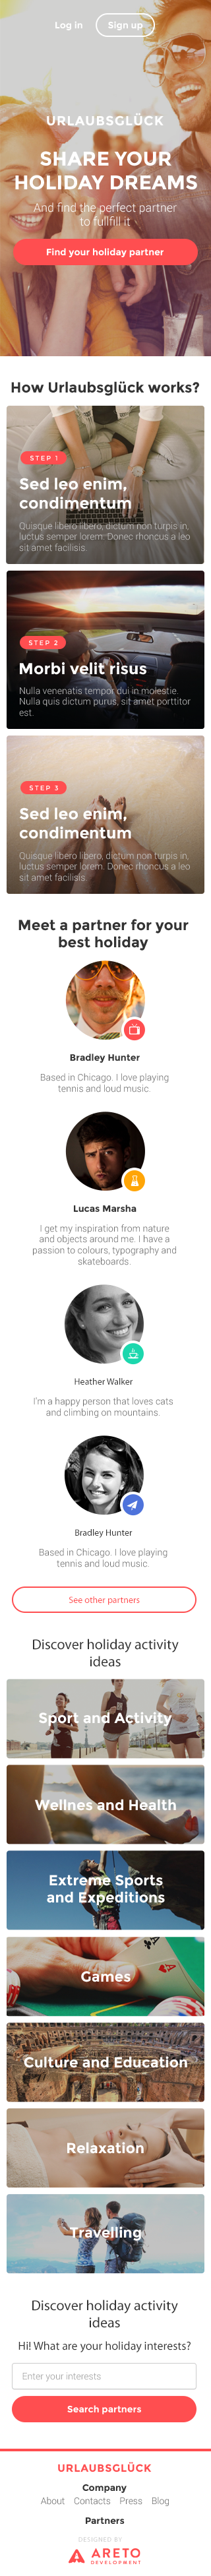 Log in Sign up
URLAUBSGLÜCK
SHARE YOUR
HOLIDAY DREAMS
And find the perfect partner
to fullfill it
Find your holiday partner
How Urlaubsglück works?
STEP 1
Sed leo enim,
condimentum
Quisque libero libero, dictum non turpis in,
luctus semper lorem. Donec rhoncus a leo
sit amet facilisis.
STEP 2
Morbi velit risus
Nulla venenatis tempor dui in molestie.
Nulla quis dictum purus, sit amet porttitor
est.
STEP 3
Sed leo enim,
condimentum
Quisque libero libero, dictum non turpis in,
luctus semper lorem. Donec rhoncus a leo
sit amet facilisis.
Meet a partner for your
best holiday
Bradley Hunter
Based in Chicago. I love playing
tennis and loud music.
Lucas Marsha
I get my inspiration from nature
and objects around me. I have a
passion to colours, typography and
skateboards.
Heather Walker
I'm a happy person that loves cats
and climbing on mountains.
Bradley Hunter
Based in Chicago. I love playing
tennis and loud music.
See other partners
Discover holiday activity
ideas
Sport and Activity
Wellnes and Health
Extreme Sports
and Expeditions
Games
Culture and Education
Relaxation
Travelling
Discover holiday activity
ideas
Hi! What are your holiday interests?
Enter your interests
Search partners
URLAUBSGLÜCK
Company
About Contacts Press Blog
Partners
DESIGNED BY
ARETO
DEVELOPMENT